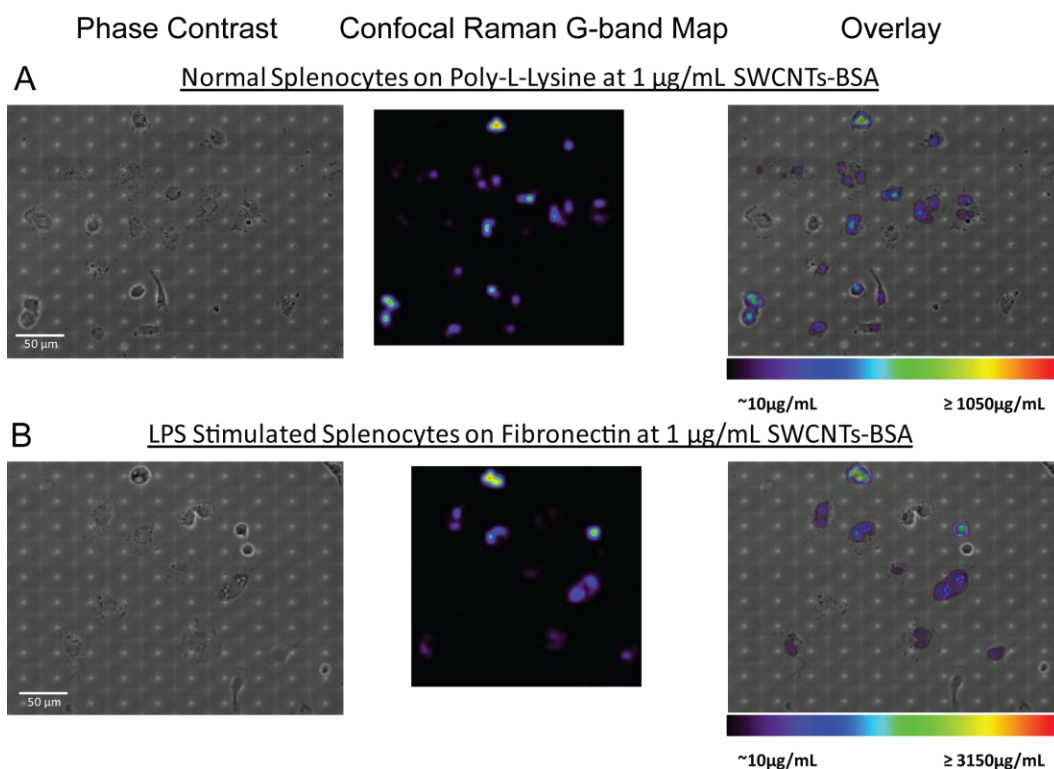 Phase Contrast Confocal Raman G-band Map Overlay
A Normal Splenocytes on Poly-L-Lysine at 1 µg/mL SWCNTs-BSA
50 µm
~10µg/mL ≥ 1050µg/mL
B LPS Stimulated Splenocytes on Fibronectin at 1 µg/mL SWCNTs-BSA
50 µm
~10µg/mL ≥ 3150µg/mL